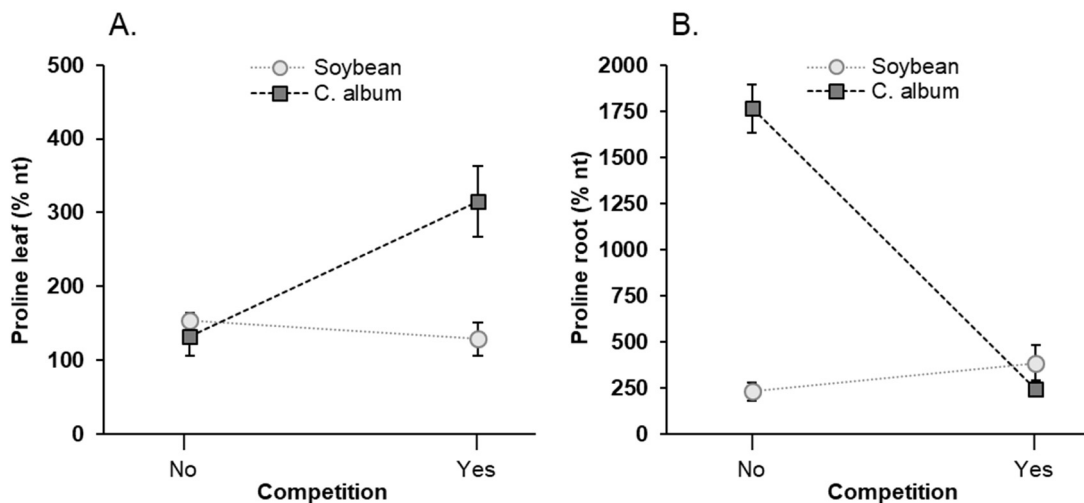 A.
Soybean
C. album
500
400
300
200
100
0
Proline leaf (% nt)
No
Yes
Competition
B.
Soybean
C. album
2000
1750
1500
1250
1000
750
500
250
0
Proline root (% nt)
No
Yes
Competition